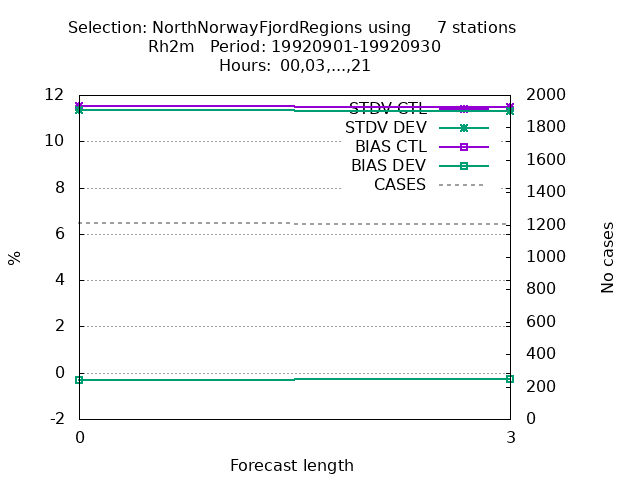 Selection: NorthNorwayFjordRegions using     7 stations
Rh2m   Period: 19920901-19920930
Hours:  00,03,...,21
12 2000
STDV CTL
STDV DEV 1800
10
BIAS CTL
1600
BIAS DEV
8 CASES 1400
6 1200
% No cases
1000
4 800
2 600
400
0 200
-2 0
0 3
Forecast length